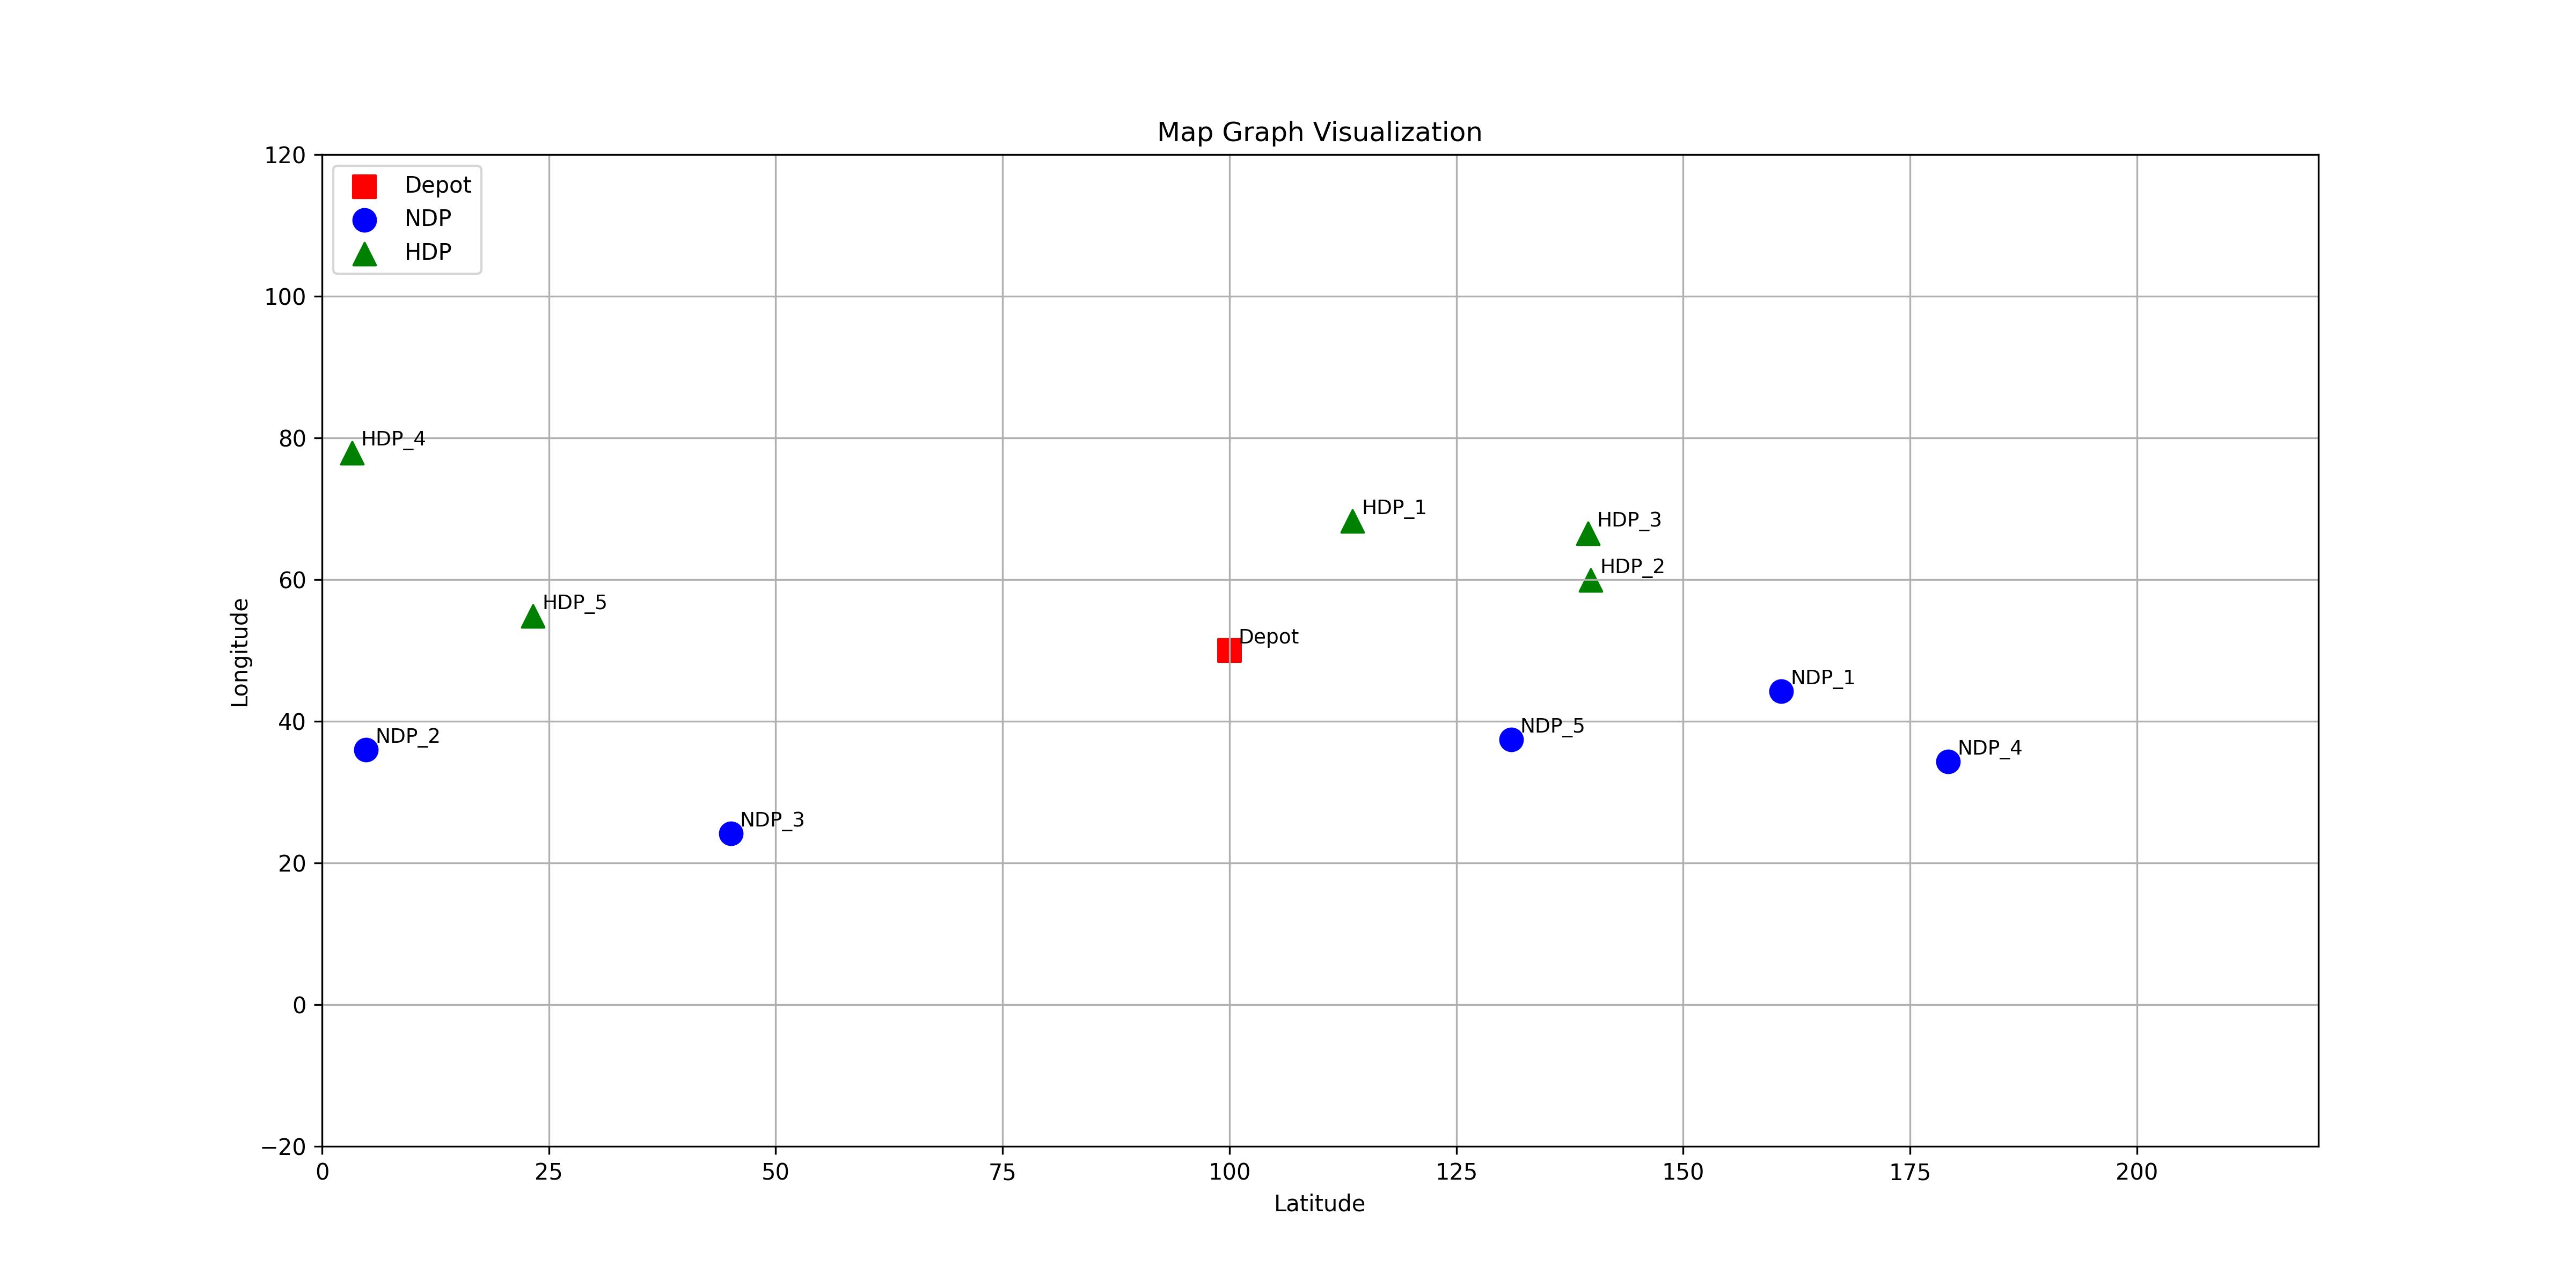 Map Graph Visualization
120
100
80
60
40
20
0
−20
Longitude
Depot
NDP
HDP
HDP_4
HDP_1
HDP_3
HDP_2
HDP_5
Depot
NDP_1
NDP_5
NDP_2
NDP_4
NDP_3
0 25 50 75 100 125 150 175 200
Latitude